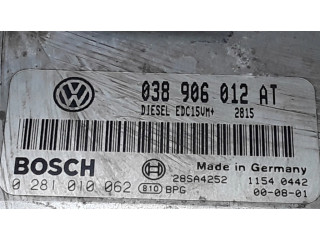 038 906 012 AT
DIESEL EDC15VM+ 2815
BOSCH
Made in Germany
28SA4252 1154 0442
0 281 010 062 810 BPG 00-08-01